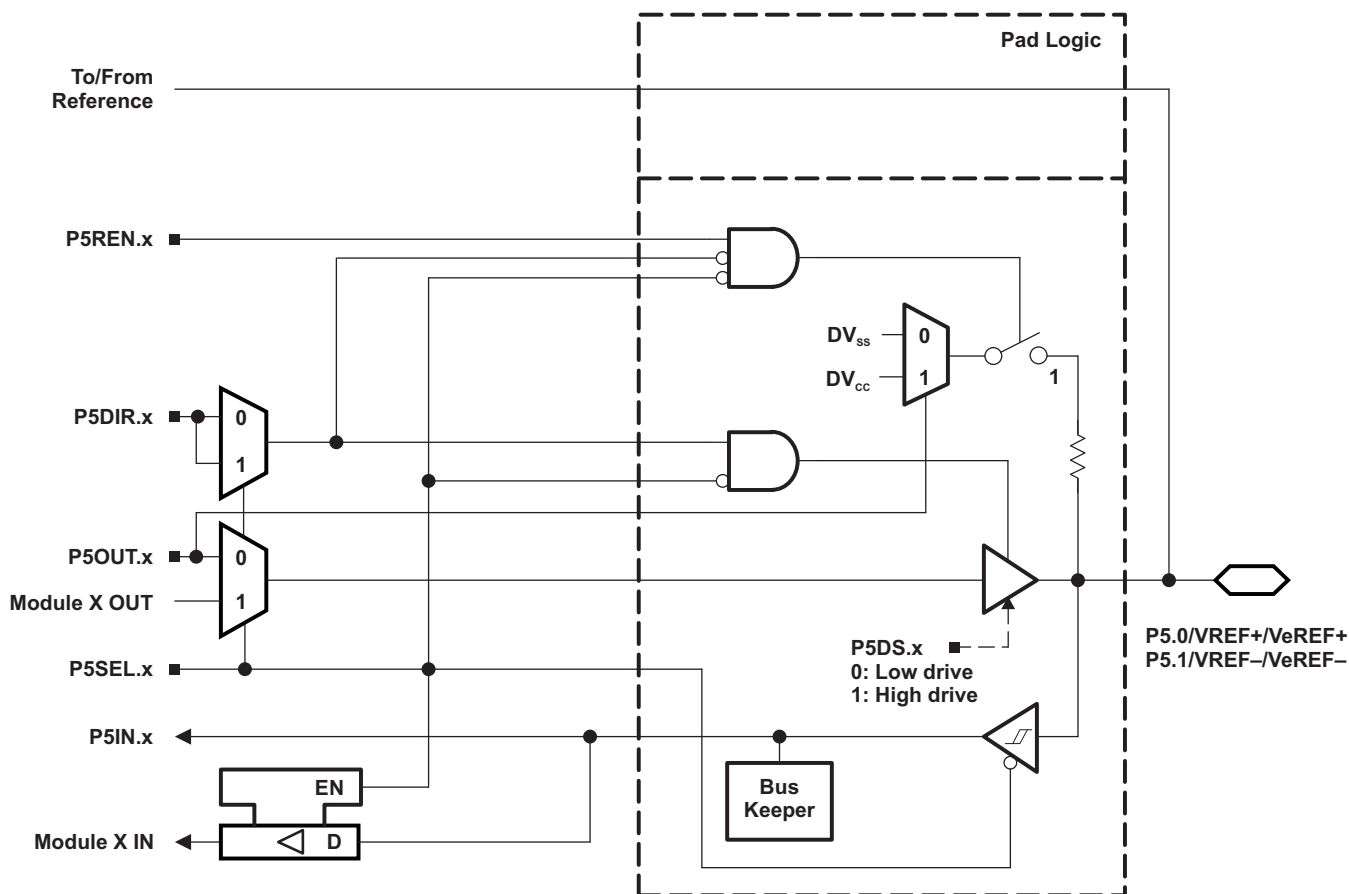 Pad Logic
To/From
Reference
P5REN.x
DVSS
0
DVCC
1
1
P5DIR.x
0
1
P5OUT.x
0
Module X OUT
1
P5.0/VREF+/VeREF+
P5.1/VREF–/VeREF–
P5DS.x
0: Low drive
1: High drive
P5SEL.x
P5IN.x
Bus
Keeper
EN
Module X IN
D